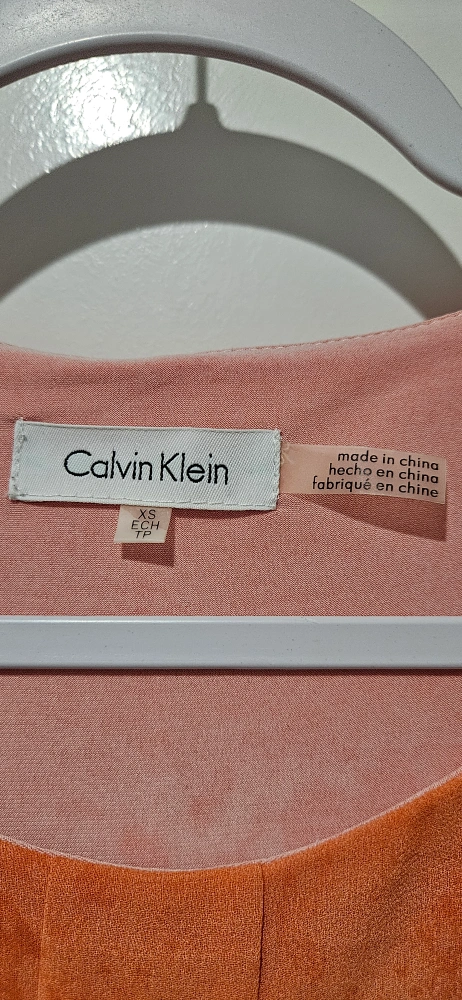 Calvin Klein
made in china
hecho en china
fabriqué en chine
XS
ECH
TP